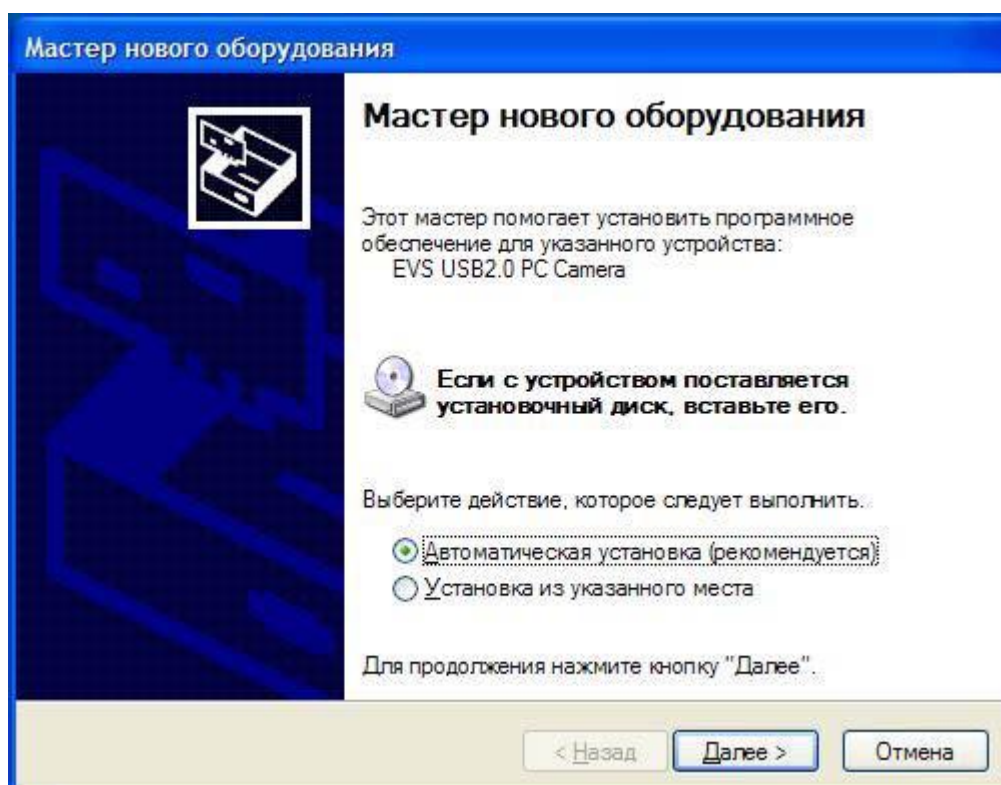 Мастер нового оборудования
Мастер нового оборудования
Этот мастер помогает установить программное
обеспечение для указанного устройства:
EVS USB2.0 PC Camera
Если с устройством поставляется
установочный диск, вставьте его.
Выберите действие, которое следует выполнить.
Автоматическая установка (рекомендуется)
Установка из указанного места
Для продолжения нажмите кнопку "Далее".
< Назад Далее > Отмена